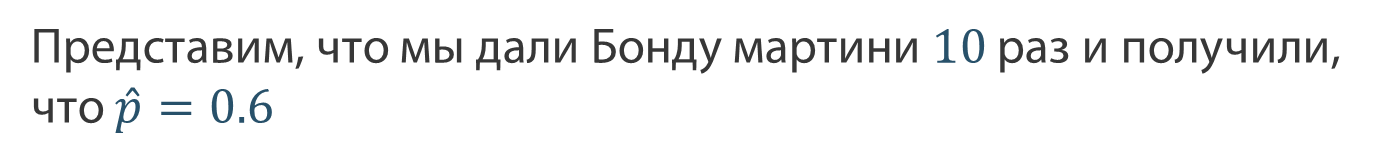 Представим, что мы дали Бонду мартини 10 раз и получили,
что p̂ = 0.6